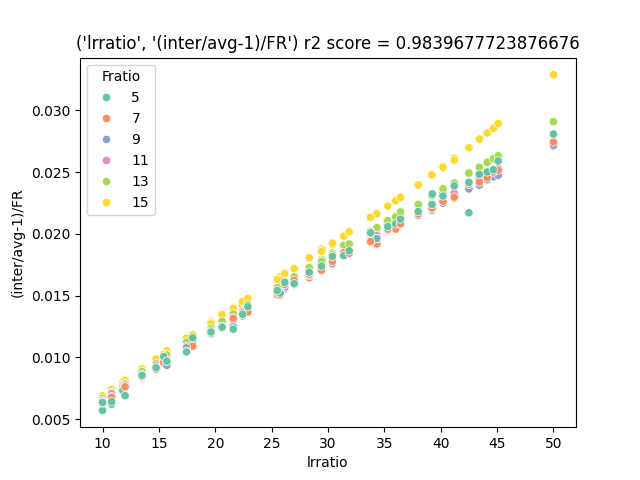 ('lrratio', '(inter/avg-1)/FR') r2 score = 0.9839677723876676
Fratio
5
7
9
11
13
15
0.030
0.025
0.020
0.015
0.010
0.005
(inter/avg-1)/FR
10 15 20 25 30 35 40 45 50
lrratio